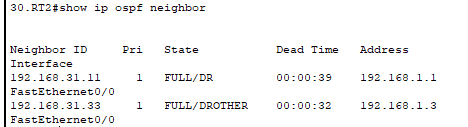 30.RT2#show ip ospf neighbor
Neighbor ID Pri State Dead Time Address
Interface
192.168.31.11 1 FULL/DR 00:00:39 192.168.1.1
FastEthernet0/0
192.168.31.33 1 FULL/DROTHER 00:00:32 192.168.1.3
FastEthernet0/0